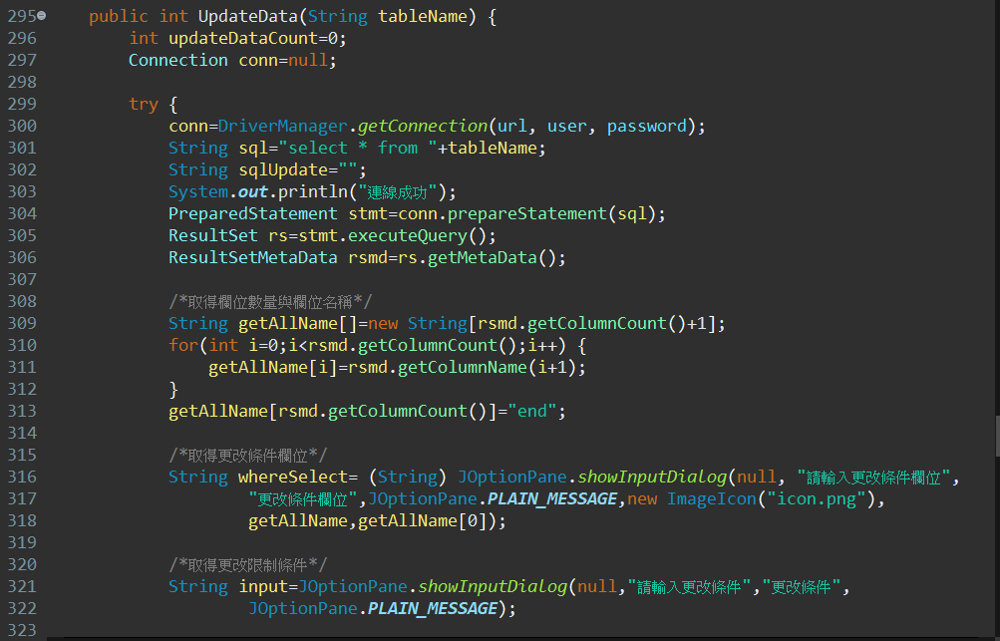 295 public int UpdateData(String tableName) {
296 int updateDataCount=0;
297 Connection conn=null;
298
299 try {
300 conn=DriverManager.getConnection(url, user, password);
301 String sql="select * from "+tableName;
302 String sqlUpdate="";
303 System.out.println("連線成功");
304 PreparedStatement stmt=conn.prepareStatement(sql);
305 ResultSet rs=stmt.executeQuery();
306 ResultSetMetaData rsmd=rs.getMetaData();
307
308 /*取得欄位數量與欄位名稱*/
309 String getAllName[]=new String[rsmd.getColumnCount()+1];
310 for(int i=0;i<rsmd.getColumnCount();i++) {
311 getAllName[i]=rsmd.getColumnName(i+1);
312 }
313 getAllName[rsmd.getColumnCount()]="end";
314
315 /*取得更改條件欄位*/
316 String whereSelect= (String) JOptionPane.showInputDialog(null, "請輸入更改條件欄位",
317 "更改條件欄位",JOptionPane.PLAIN_MESSAGE,new ImageIcon("icon.png"),
318 getAllName,getAllName[0]);
319
320 /*取得更改限制條件*/
321 String input=JOptionPane.showInputDialog(null,"請輸入更改條件","更改條件",
322 JOptionPane.PLAIN_MESSAGE);
323